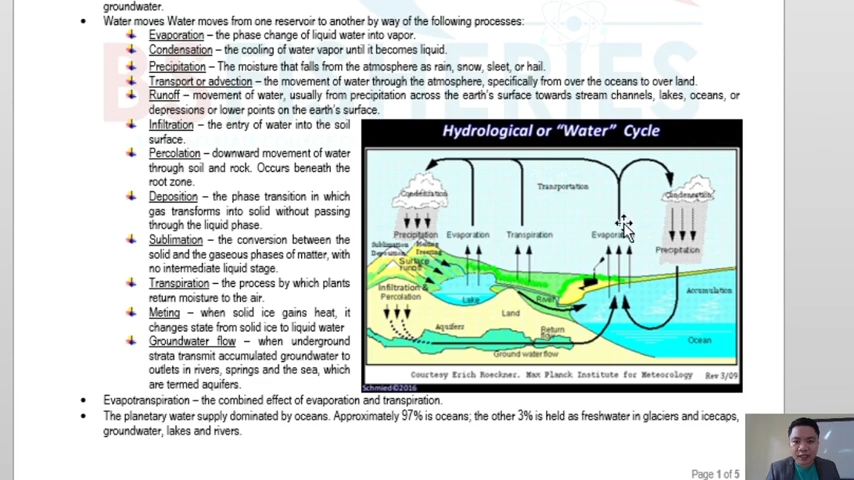 groundwater.
• Water moves Water moves from one reservoir to another by way of the following processes:
Evaporation – the phase change of liquid water into vapor.
Condensation – the cooling of water vapor until it becomes liquid.
Precipitation – The moisture that falls from the atmosphere as rain, snow, sleet, or hail.
Transport or advection – the movement of water through the atmosphere, specifically from over the oceans to over land.
Runoff – movement of water, usually from precipitation across the earth's surface towards stream channels, lakes, oceans, or
depressions or lower points on the earth's surface.
Infiltration – the entry of water into the soil
surface.
Percolation – downward movement of water
through soil and rock. Occurs beneath the
root zone.
Deposition – the phase transition in which
gas transforms into solid without passing
through the liquid phase.
Sublimation – the conversion between the
solid and the gaseous phases of matter, with
no intermediate liquid stage.
Transpiration – the process by which plants
return moisture to the air.
Meting – when solid ice gains heat, it
changes state from solid ice to liquid water
Groundwater flow – when underground
strata transmit accumulated groundwater to
outlets in rivers, springs and the sea, which
are termed aquifers.
Hydrological or "Water" Cycle
Condensation
Transportation
Condensation
Precipitation
Evaporation
Transpiration
Evaporation
Precipitation
Sublimation
Deposition
Melting
Freezing
Surface
runoff
Infiltration &
Percolation
Lake
River
Accumulation
Land
Aquifers
Return
flow
Ocean
Ground water flow
Courtesy Erich Roeckner, Max Planck Institute for Meteorology
Rev 3/09
Schmied©2016
• Evapotranspiration – the combined effect of evaporation and transpiration.
• The planetary water supply dominated by oceans. Approximately 97% is oceans; the other 3% is held as freshwater in glaciers and icecaps,
groundwater, lakes and rivers.
Page 1 of 5